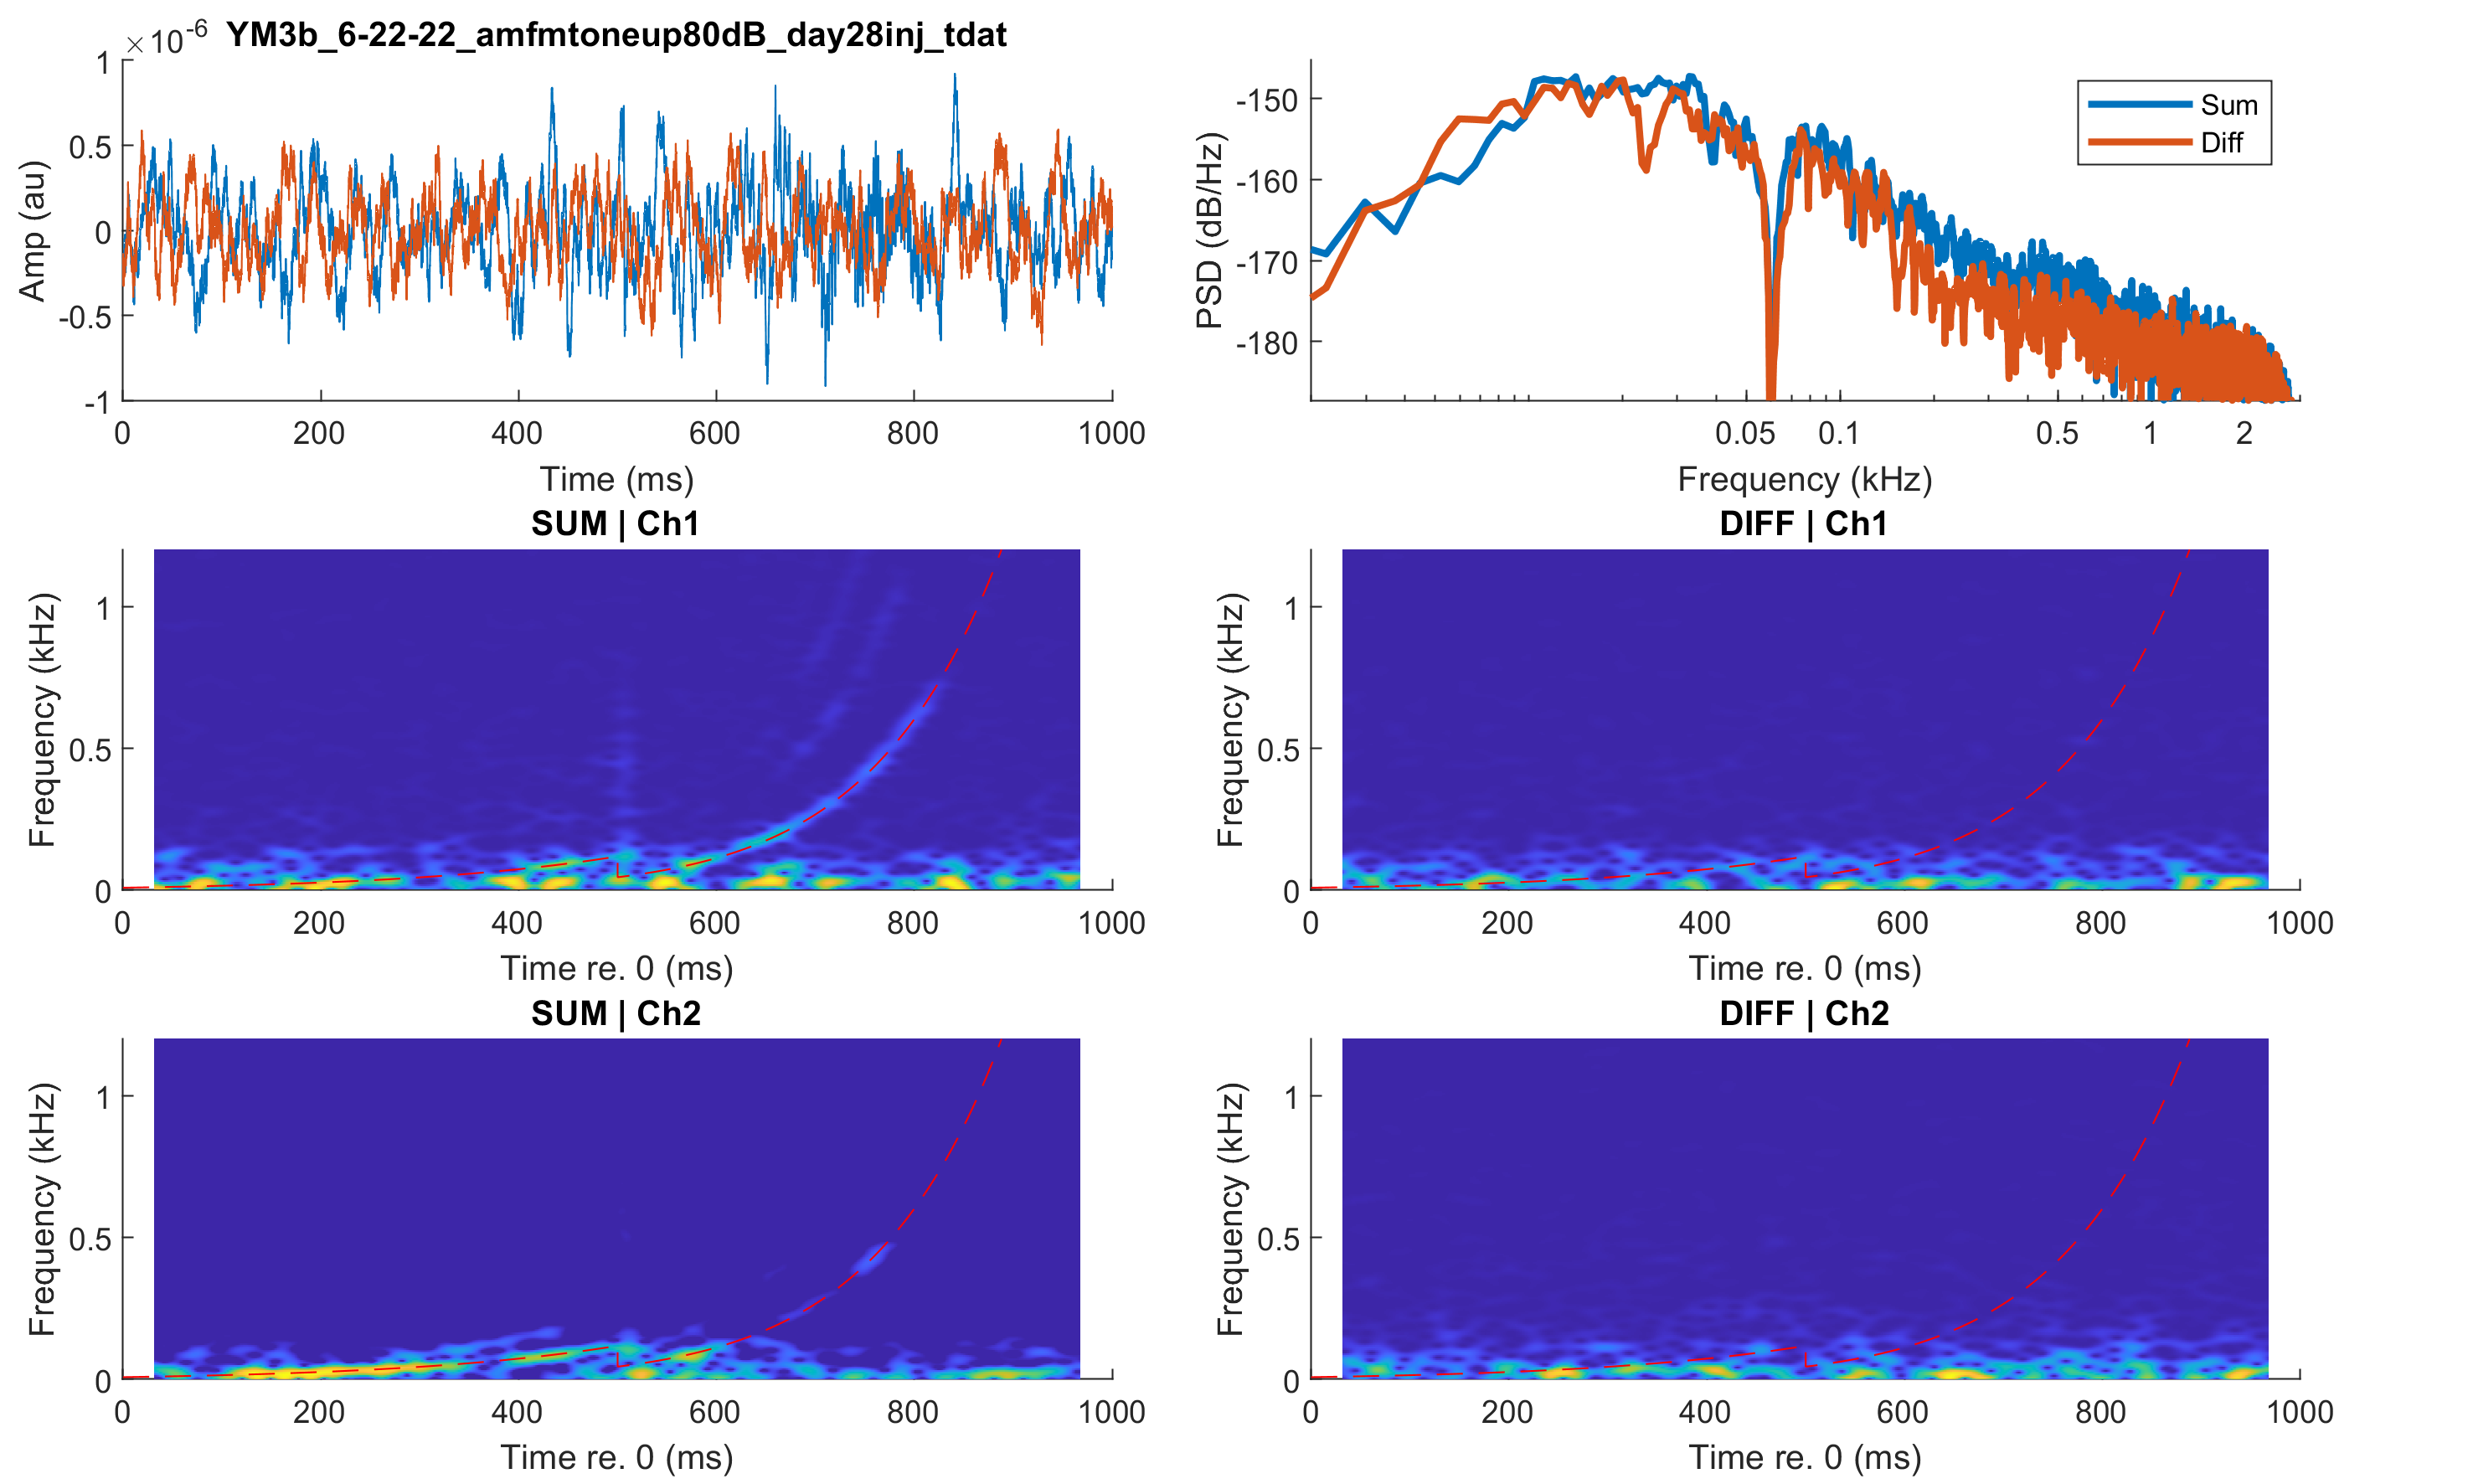 ×10-6 YM3b_6-22-22_amfmtoneup80dB_day28inj_tdat
1
0.5
0
-0.5
-1
Amp (au)
0 200 400 600 800 1000
Time (ms)
-150
-160
-170
-180
PSD (dB/Hz)
Sum
Diff
0.05 0.1 0.5 1 2
Frequency (kHz)
SUM | Ch1
1
0.5
0
Frequency (kHz)
0 200 400 600 800 1000
Time re. 0 (ms)
DIFF | Ch1
1
0.5
0
Frequency (kHz)
0 200 400 600 800 1000
Time re. 0 (ms)
SUM | Ch2
1
0.5
0
Frequency (kHz)
0 200 400 600 800 1000
Time re. 0 (ms)
DIFF | Ch2
1
0.5
0
Frequency (kHz)
0 200 400 600 800 1000
Time re. 0 (ms)